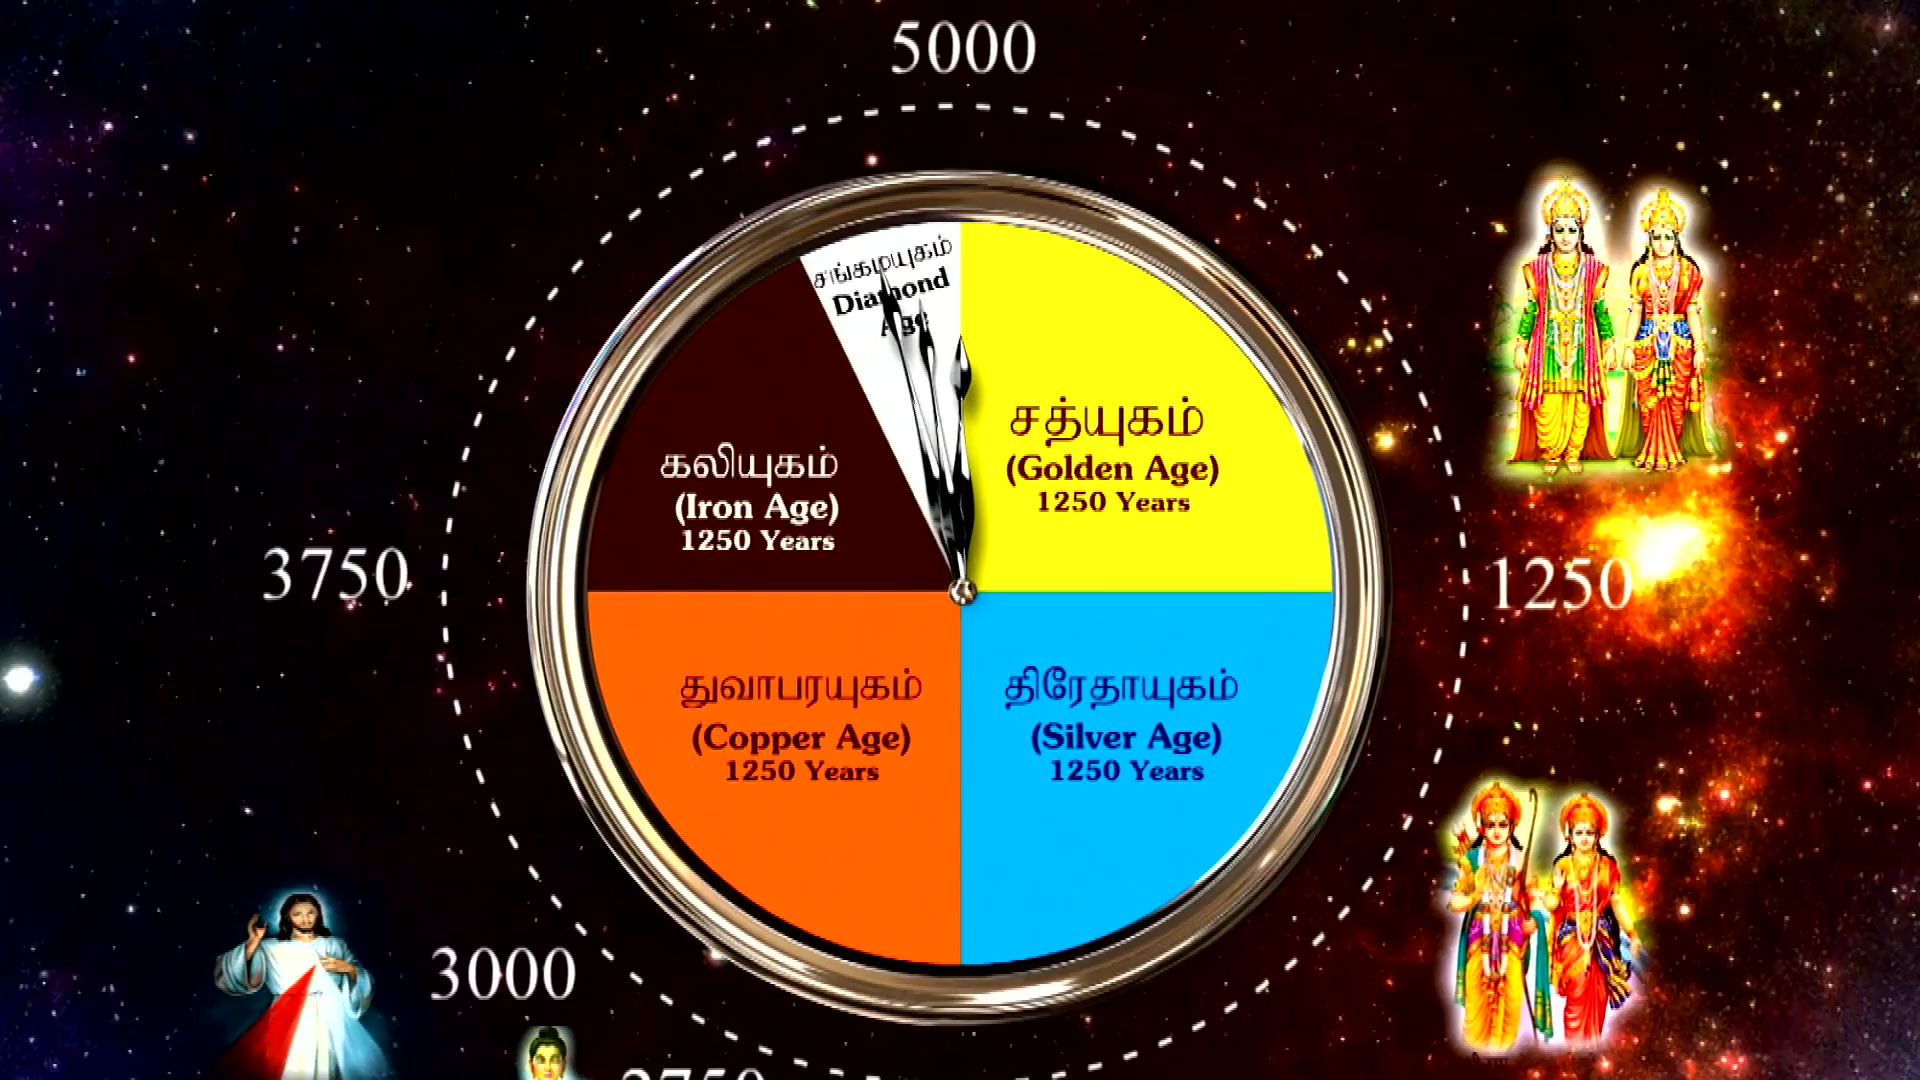 5000
சங்கமயுகம்
Diamond
Age
சத்யுகம்
(Golden Age)
1250 Years
கலியுகம்
(Iron Age)
1250 Years
3750
1250
துவாபரயுகம்
(Copper Age)
1250 Years
திரேதாயுகம்
(Silver Age)
1250 Years
3000